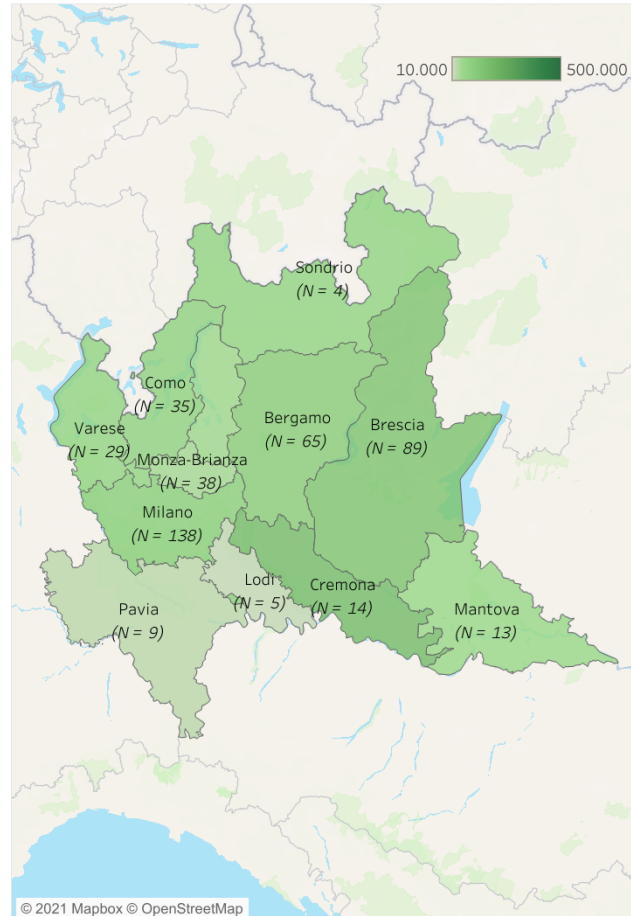 10.000 500.000
Sondrio
(N = 4)
Como
(N = 35)
Bergamo
(N = 65)
Brescia
(N = 89)
Varese
(N = 29)
Monza-Brianza
(N = 38)
Milano
(N = 138)
Lodi
(N = 5)
Cremona
(N = 14)
Pavia
(N = 9)
Mantova
(N = 13)
© 2021 Mapbox © OpenStreetMap